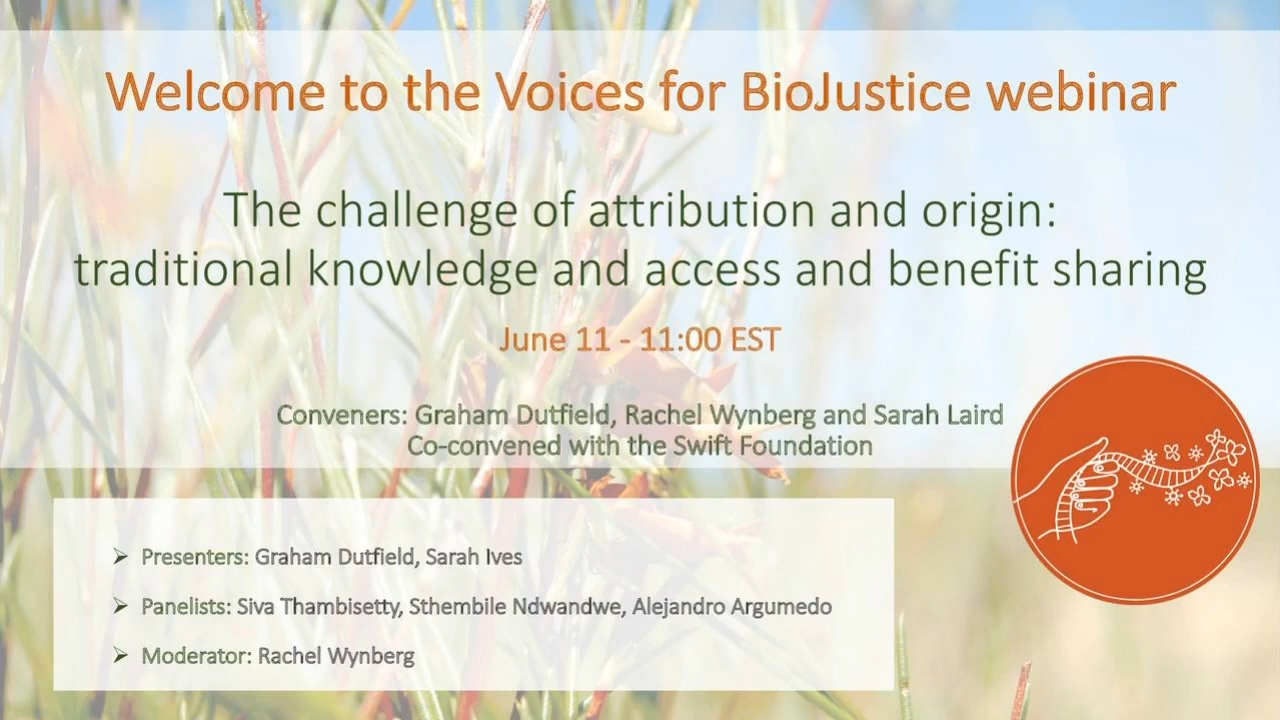 Welcome to the Voices for BioJustice webinar
The challenge of attribution and origin:
traditional knowledge and access and benefit sharing
June 11 - 11:00 EST
Conveners: Graham Dutfield, Rachel Wynberg and Sarah Laird
Co-convened with the Swift Foundation
➢ Presenters: Graham Dutfield, Sarah Ives
➢ Panelists: Siva Thambisetty, Sthembile Ndwandwe, Alejandro Argumedo
➢ Moderator: Rachel Wynberg